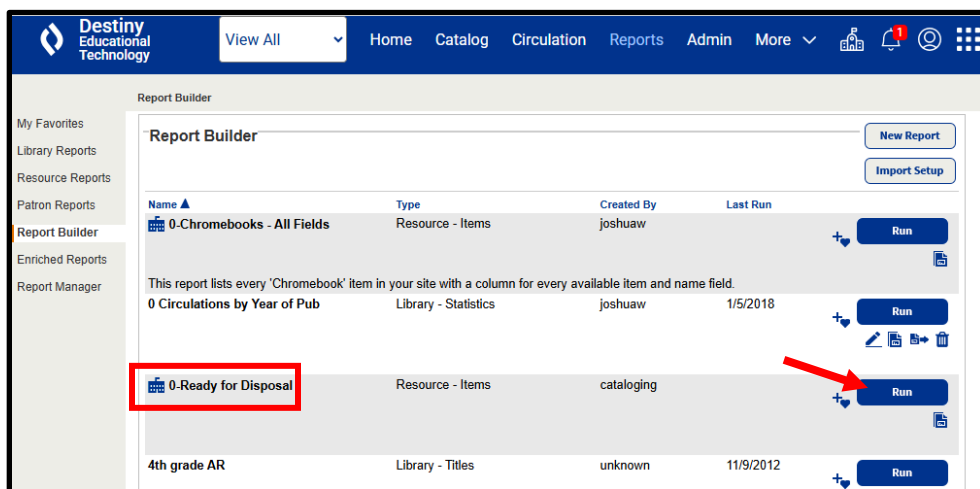 Destiny
Educational
Technology
View All
Home Catalog Circulation Reports Admin More
1
Report Builder
My Favorites
Library Reports
Resource Reports
Patron Reports
Report Builder
Enriched Reports
Report Manager
Report Builder
New Report
Import Setup
Name Type Created By Last Run
0-Chromebooks - All Fields Resource - Items joshuaw Run
This report lists every 'Chromebook' item in your site with a column for every available item and name field.
0 Circulations by Year of Pub Library - Statistics joshuaw 1/5/2018 Run
0-Ready for Disposal Resource - Items cataloging Run
4th grade AR Library - Titles unknown 11/9/2012 Run